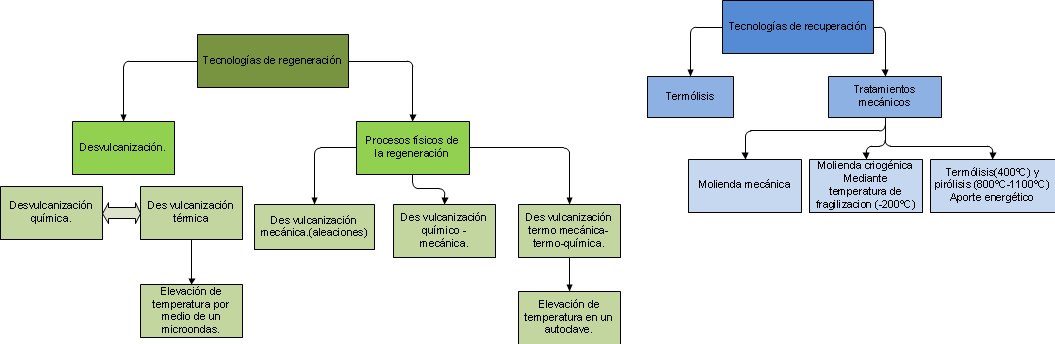 Tecnologías de regeneración
Desvulcanización.
Procesos físicos de
la regeneración
Desvulcanización
química.
Des vulcanización
térmica
Des vulcanización
mecánica.(aleaciones)
Des vulcanización
químico -
mecánica.
Des vulcanización
termo mecánica-
termo-química.
Elevación de
temperatura por
medio de un
microondas.
Elevación de
temperatura en un
autoclave.
Tecnologías de recuperación
Termólisis
Tratamientos
mecánicos
Molienda mecánica
Molienda criogénica
Mediante
temperatura de
fragilizacion (-200ºC)
Termólisis(400ºC) y
pirólisis (800ºC-1100ºC)
Aporte energético